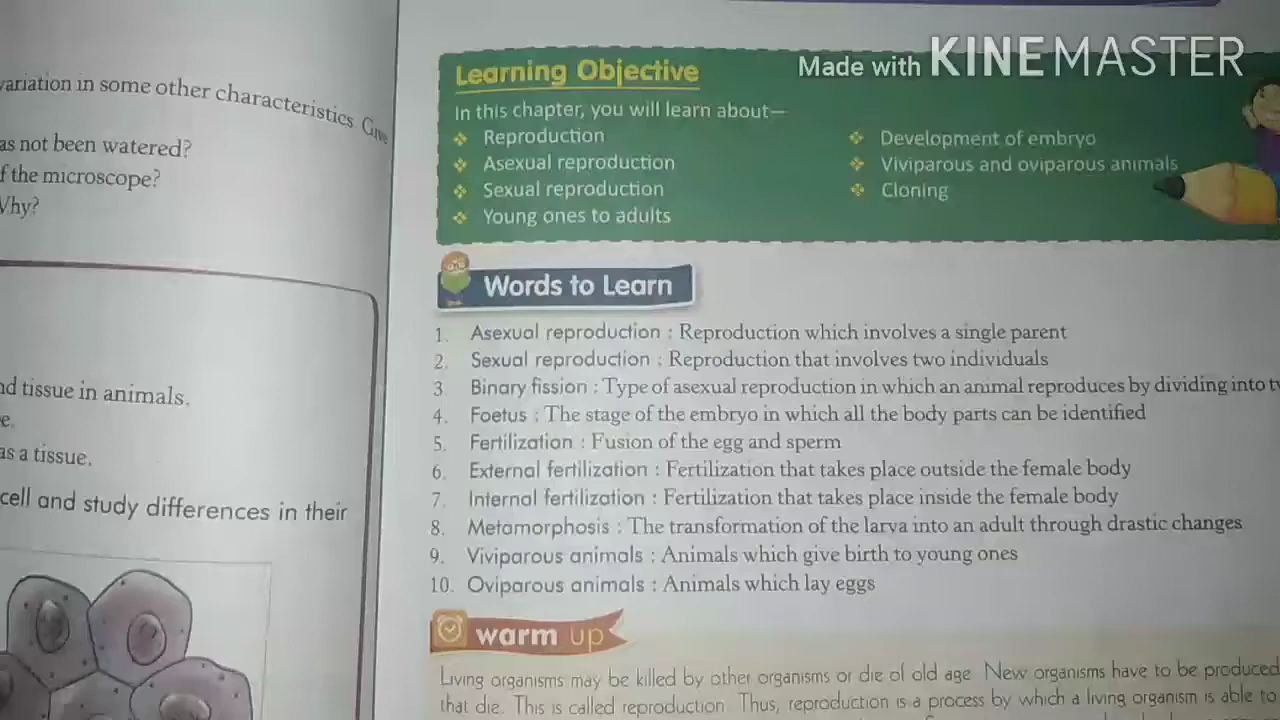 variation in some other characteristics. Give
as not been watered?
f the microscope?
Why?
nd tissue in animals.
e.
as a tissue.
cell and study differences in their
Made with KINEMASTER
Learning Objective
In this chapter, you will learn about—
Reproduction
Asexual reproduction
Sexual reproduction
Young ones to adults
Development of embryo
Viviparous and oviparous animals
Cloning
Words to Learn
1. Asexual reproduction : Reproduction which involves a single parent
2. Sexual reproduction : Reproduction that involves two individuals
3. Binary fission : Type of asexual reproduction in which an animal reproduces by dividing into tw
4. Foetus : The stage of the embryo in which all the body parts can be identified
5. Fertilization : Fusion of the egg and sperm
6. External fertilization : Fertilization that takes place outside the female body
7. Internal fertilization : Fertilization that takes place inside the female body
8. Metamorphosis : The transformation of the larva into an adult through drastic changes
9. Viviparous animals : Animals which give birth to young ones
10. Oviparous animals : Animals which lay eggs
warm up
Living organisms may be killed by other organisms or die of old age. New organisms have to be produced
that die. This is called reproduction. Thus, reproduction is a process by which a living organism is able to